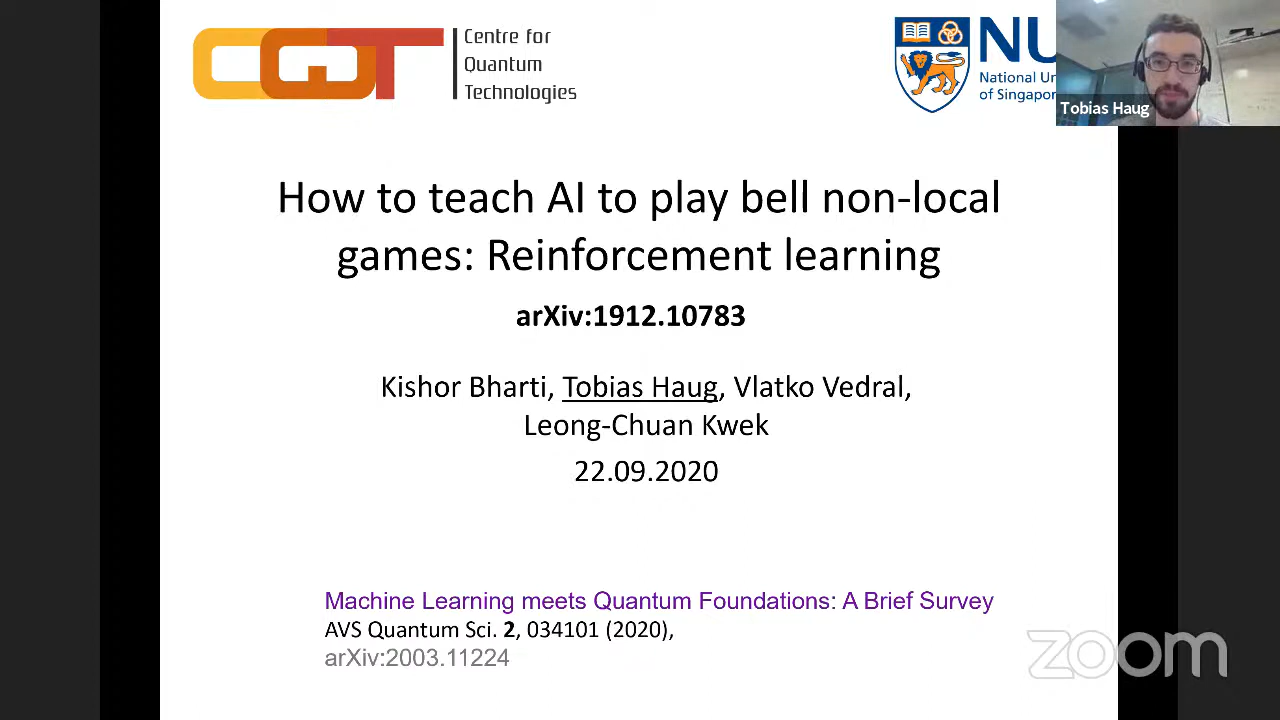 CQT
Centre for
Quantum
Technologies
NU
National Un
of Singapor
Tobias Haug
How to teach AI to play bell non-local
games: Reinforcement learning
arXiv:1912.10783
Kishor Bharti, Tobias Haug, Vlatko Vedral,
Leong-Chuan Kwek
22.09.2020
Machine Learning meets Quantum Foundations: A Brief Survey
AVS Quantum Sci. 2, 034101 (2020),
arXiv:2003.11224
zoom